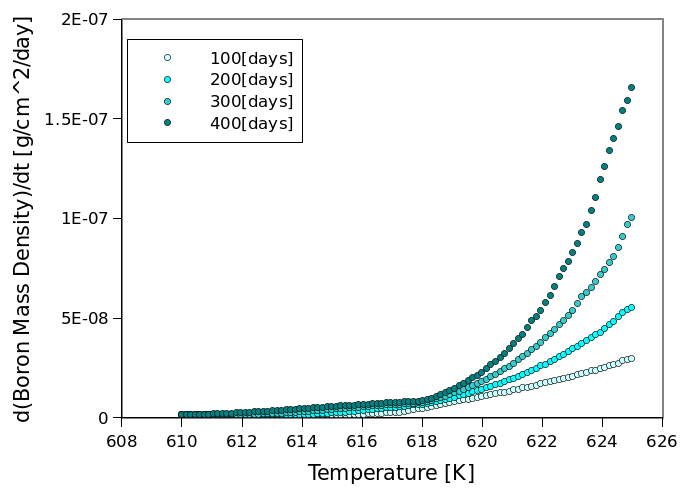 2E-07
1.5E-07
1E-07
5E-08
0
d(Boron Mass Density)/dt [g/cm^2/day]
100[days]
200[days]
300[days]
400[days]
608 610 612 614 616 618 620 622 624 626
Temperature [K]